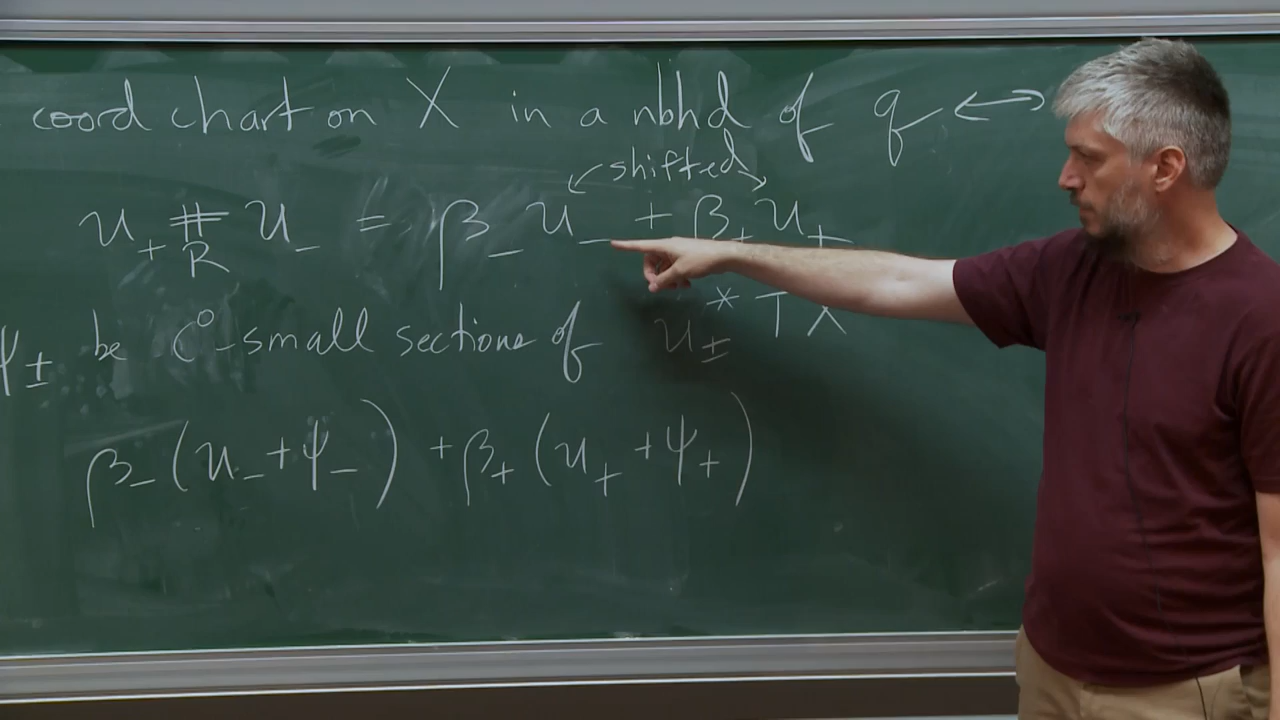 coord chart on X in a nbhd of q ↔
↙ shifted ↘
u₊ #_R u₋ = β₋ u₋ + β₊ u₊
ψ± be C⁰-small sections of u±* TX
β₋(u₋+ψ₋) + β₊(u₊+ψ₊)